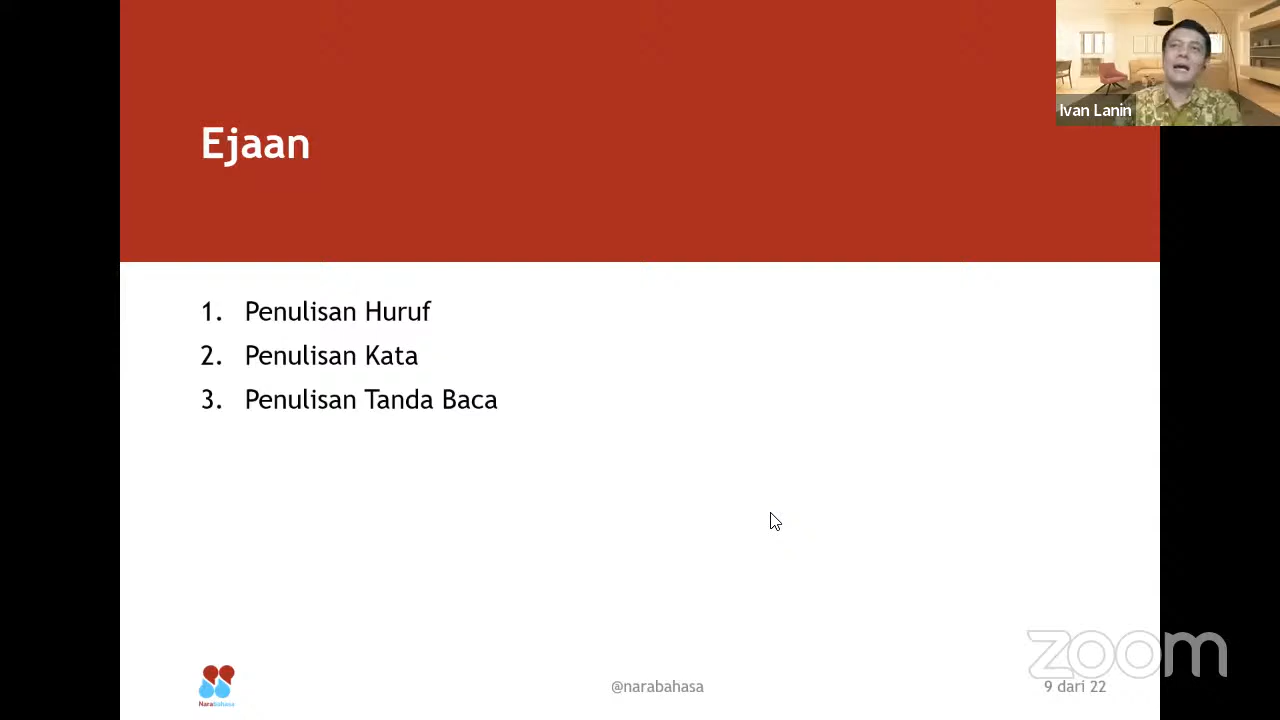 Ivan Lanin
Ejaan
1. Penulisan Huruf
2. Penulisan Kata
3. Penulisan Tanda Baca
NaraBahasa
@narabahasa
zoom
9 dari 22